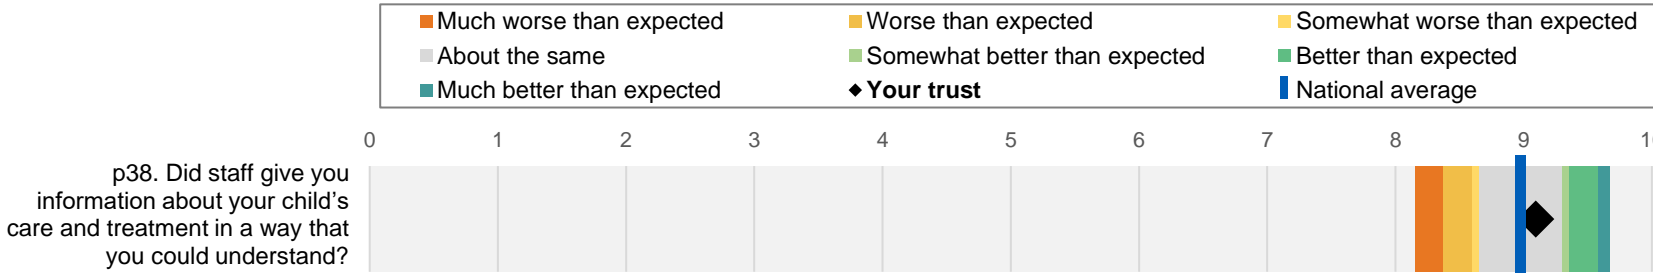 Much worse than expected
Worse than expected
Somewhat worse than expected
About the same
Somewhat better than expected
Better than expected
Much better than expected
Your trust
National average
0 1 2 3 4 5 6 7 8 9 10
p38. Did staff give you
information about your child’s
care and treatment in a way that
you could understand?